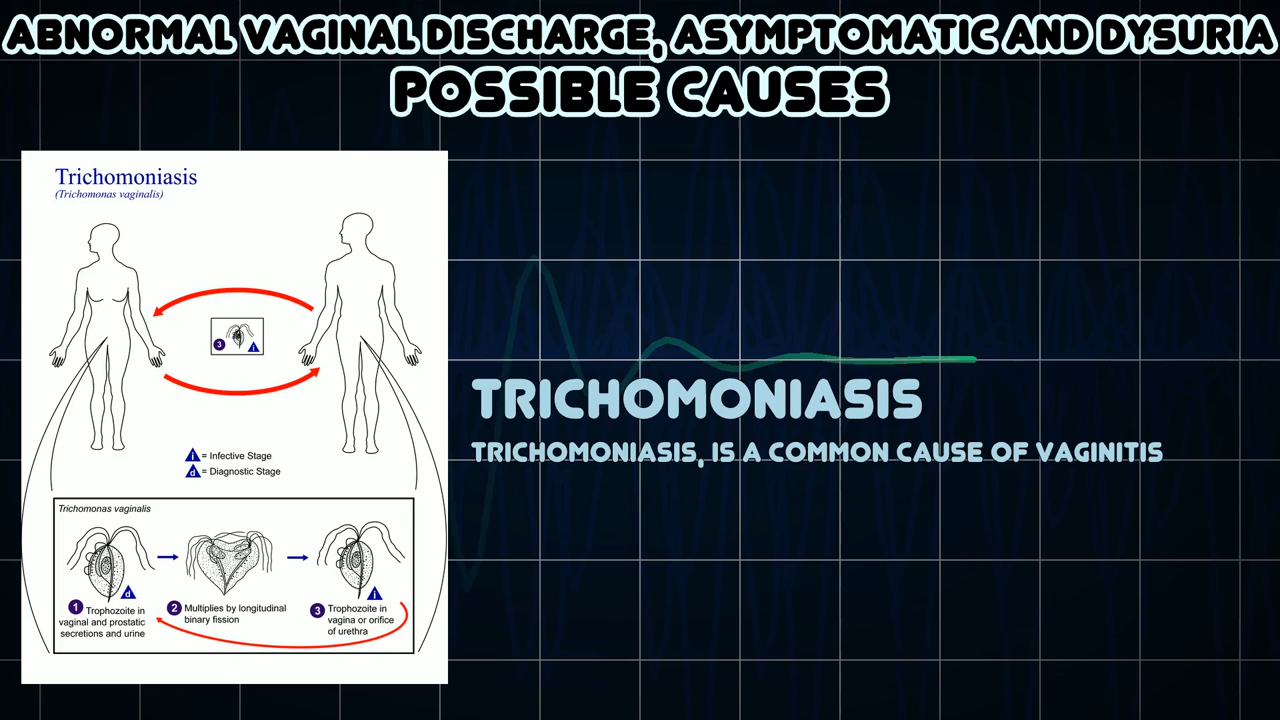 ABNORMAL VAGINAL DISCHARGE, ASYMPTOMATIC AND DYSURIA
POSSIBLE CAUSES
Trichomoniasis
(Trichomonas vaginalis)
3
i
i = Infective Stage
d = Diagnostic Stage
Trichomonas vaginalis
d
i
1 Trophozoite in
vaginal and prostatic
secretions and urine
2 Multiplies by longitudinal
binary fission
3 Trophozoite in
vagina or orifice
of urethra
TRICHOMONIASIS
TRICHOMONIASIS, IS A COMMON CAUSE OF VAGINITIS